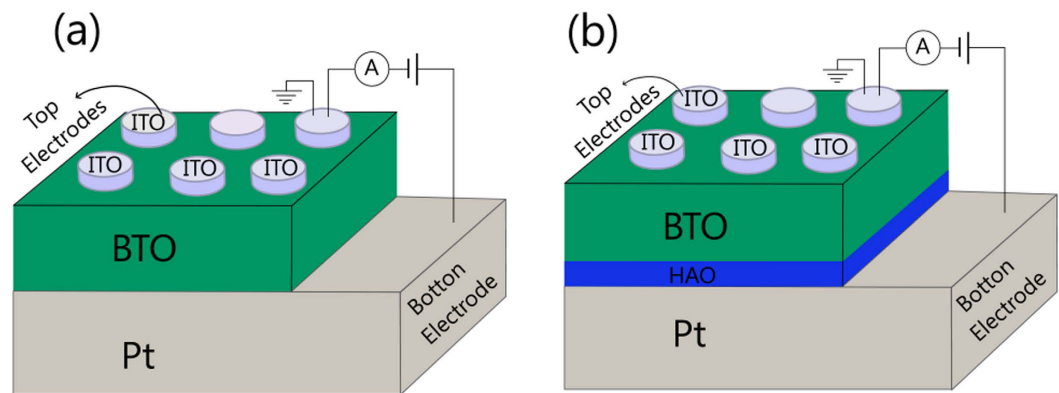 (a)
A
Top
Electrodes
ITO
ITO
ITO
ITO
BTO
Botton
Electrode
Pt
(b)
A
Top
Electrodes
ITO
ITO
ITO
ITO
BTO
HAO
Botton
Electrode
Pt